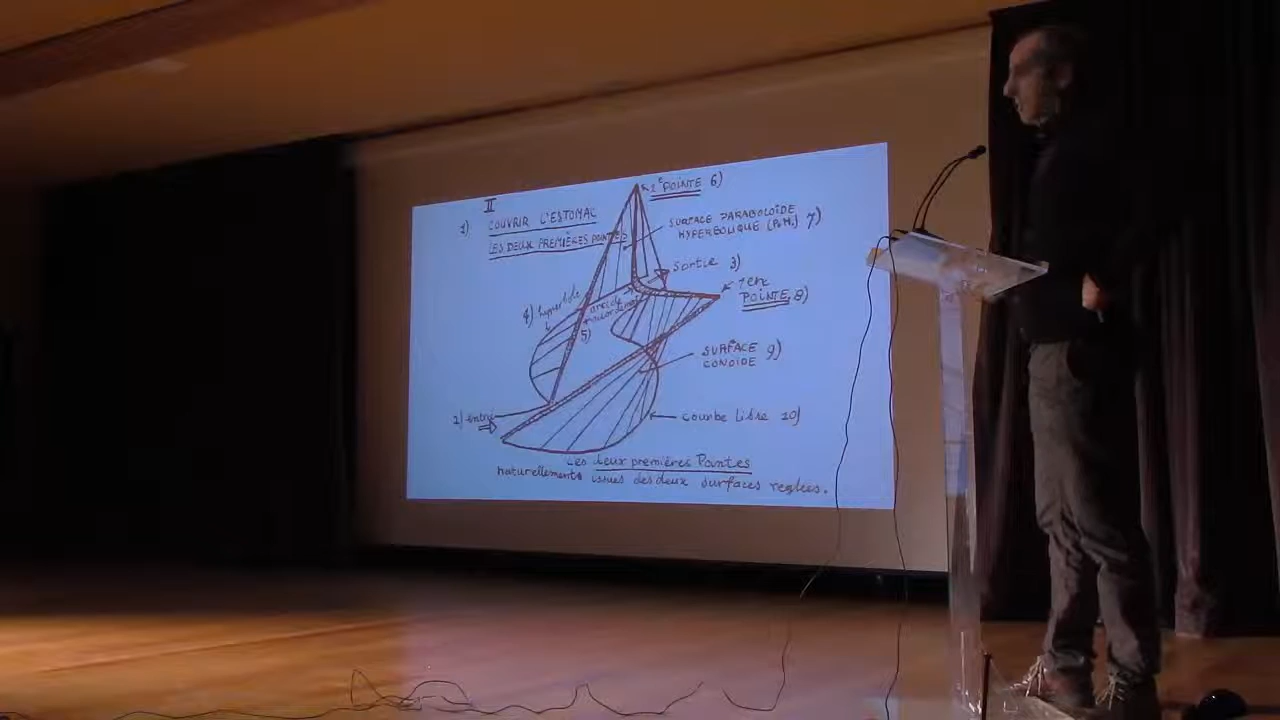 II
1) COUVRIR L'ESTOMAC
LES DEUX PREMIÈRES POINTES
2e POINTE 6)
SURFACE PARABOLOÏDE
HYPERBOLIQUE (P.H.) 7)
Sortie 3)
1ere
POINTE 8)
4) hyperbole
5)
SURFACE 9)
CONOÏDE
2) entrée
Courbe libre 10)
Les deux premières Pointes
naturellement issues des deux surfaces reglées.